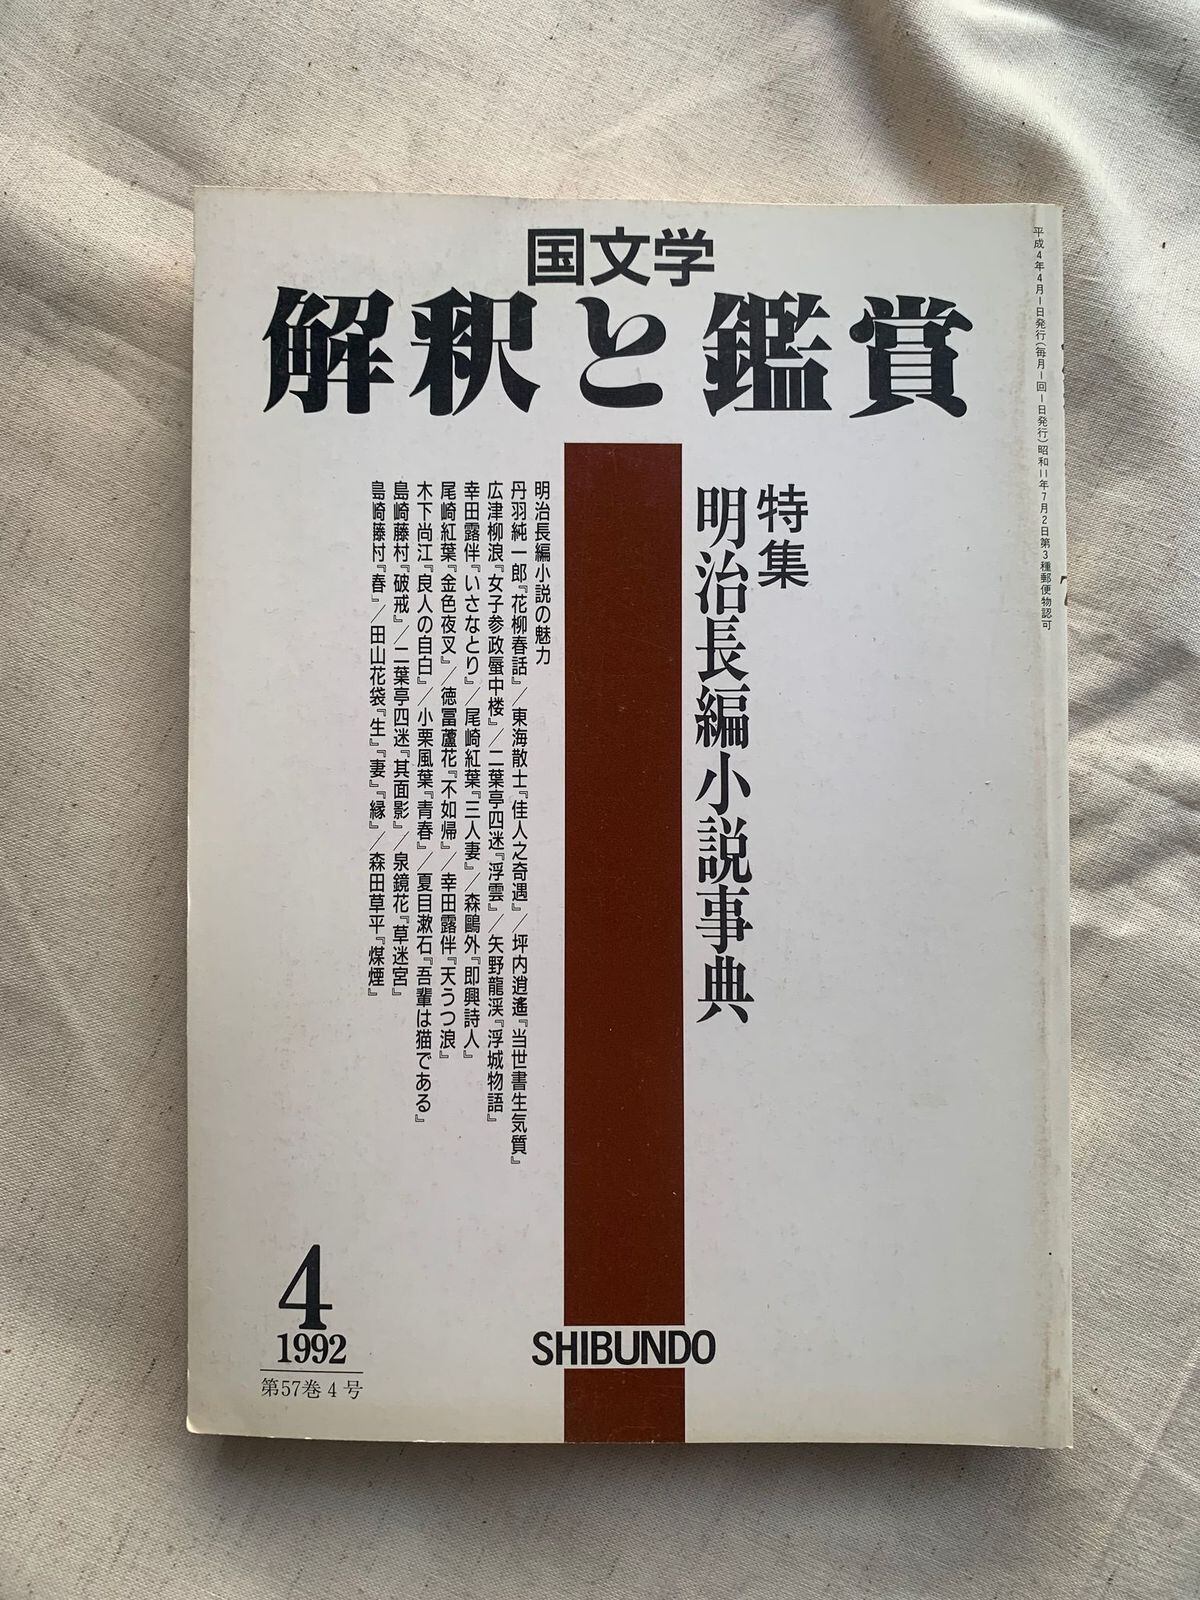 国文学
解釈と鑑賞
平成4年4月1日発行(毎月1回1日発行)昭和11年7月2日第3種郵便物認可
特集
明治長編小説事典
明治長編小説の魅力
丹羽純一郎『花柳春話』/東海散士『佳人之奇遇』/坪内逍遙『当世書生気質』
広津柳浪『女子参政蜃中楼』/二葉亭四迷『浮雲』/矢野龍渓『浮城物語』
幸田露伴『いさなとり』/尾崎紅葉『三人妻』/森鷗外『即興詩人』
尾崎紅葉『金色夜叉』/徳冨蘆花『不如帰』/幸田露伴『天うつ浪』
木下尚江『良人の自白』/小栗風葉『青春』/夏目漱石『吾輩は猫である』
島崎藤村『破戒』/二葉亭四迷『其面影』/泉鏡花『草迷宮』
島崎藤村『春』/田山花袋『生』『妻』『縁』/森田草平『煤煙』
4
1992
第57巻4号
SHIBUNDO